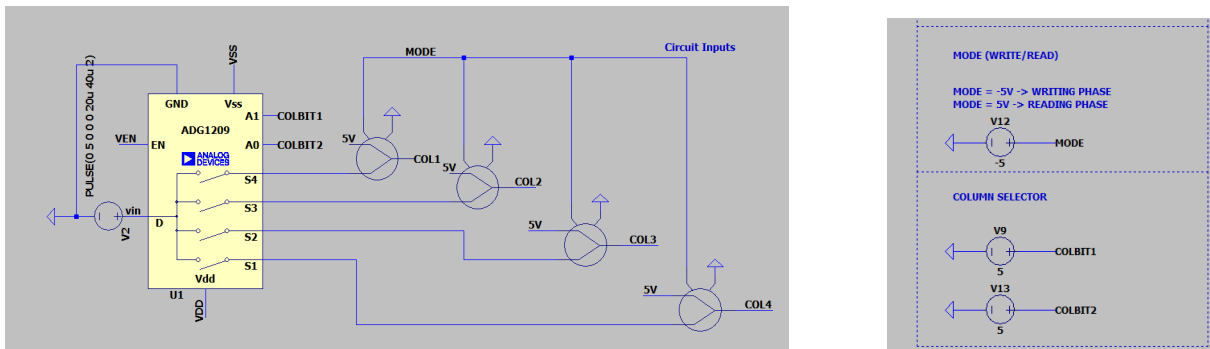 MODE
Circuit Inputs
VSS
PULSE(0 5 0 0 0 20u 40u 2)
GND
Vss
A1
COLBIT1
ADG1209
VEN
EN
A0
COLBIT2
ANALOG
DEVICES
5V
COL1
S4
5V
COL2
vin
S3
D
5V
COL3
S2
V2
S1
Vdd
U1
VDD
5V
COL4
MODE (WRITE/READ)
MODE = -5V -> WRITING PHASE
MODE = 5V -> READING PHASE
V12
MODE
-5
COLUMN SELECTOR
V9
COLBIT1
5
V13
COLBIT2
5